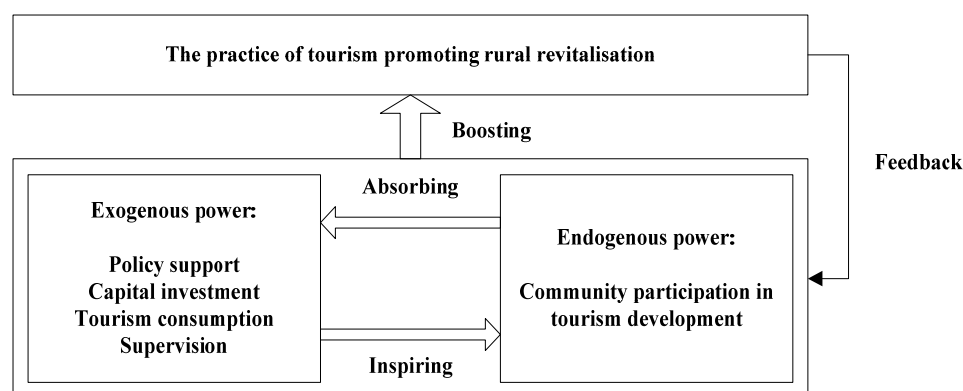 The practice of tourism promoting rural revitalisation
Boosting
Feedback
Absorbing
Exogenous power:
Policy support
Capital investment
Tourism consumption
Supervision
Endogenous power:
Community participation in
tourism development
Inspiring